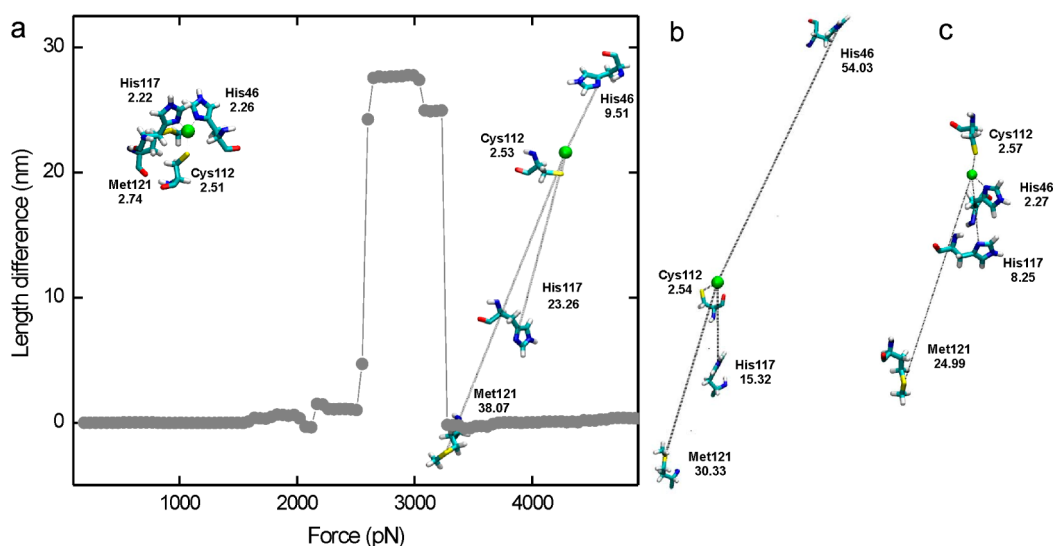 a
Length difference (nm)
30
20
10
0
1000
2000
3000
4000
Force (pN)
His117
2.22
His46
2.26
Met121
2.74
Cys112
2.51
His46
9.51
Cys112
2.53
His117
23.26
Met121
38.07
b
His46
54.03
Cys112
2.54
His117
15.32
Met121
30.33
c
Cys112
2.57
His46
2.27
His117
8.25
Met121
24.99